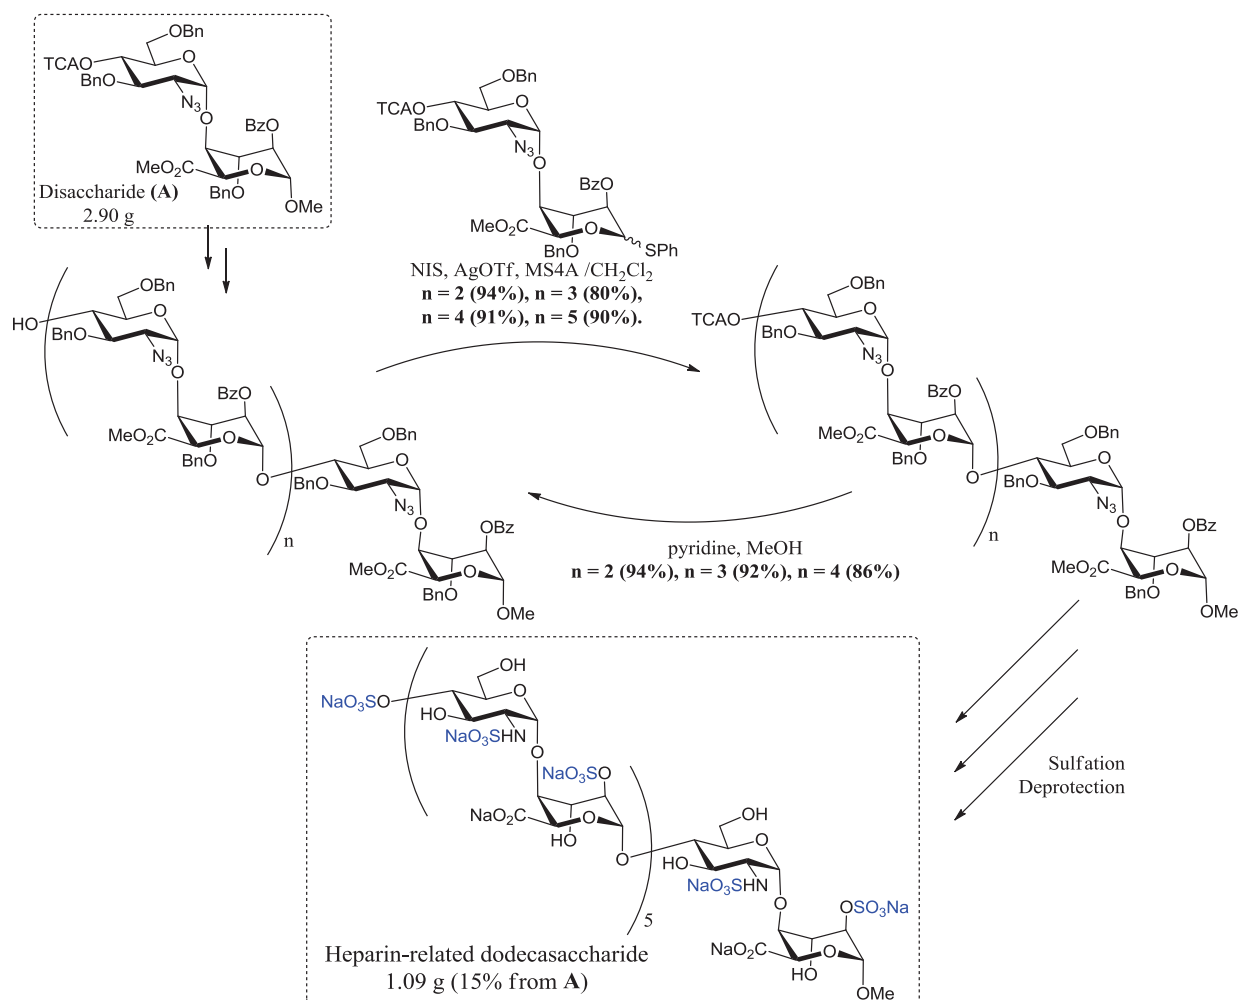 OBn
O
TCAO
BnO
N3
O
BzO
MeO2C
O
BnO
OMe
Disaccharide (A)
2.90 g
OBn
O
TCAO
BnO
N3
O
BzO
MeO2C
O
BnO
SPh
NIS, AgOTf, MS4A /CH2Cl2
n = 2 (94%), n = 3 (80%),
n = 4 (91%), n = 5 (90%).
OBn
O
HO
BnO
N3
O
BzO
MeO2C
O
BnO
O
n
OBn
O
BnO
N3
O
OBz
MeO2C
O
BnO
OMe
OBn
O
TCAO
BnO
N3
O
BzO
MeO2C
O
BnO
O
n
OBn
O
BnO
N3
O
OBz
MeO2C
O
BnO
OMe
pyridine, MeOH
n = 2 (94%), n = 3 (92%), n = 4 (86%)
Sulfation
Deprotection
OH
O
NaO3SO
HO
NaO3SHN
O
NaO3SO
NaO2C
O
HO
O
5
OH
O
HO
NaO3SHN
O
OSO3Na
NaO2C
O
HO
OMe
Heparin-related dodecasaccharide
1.09 g (15% from A)